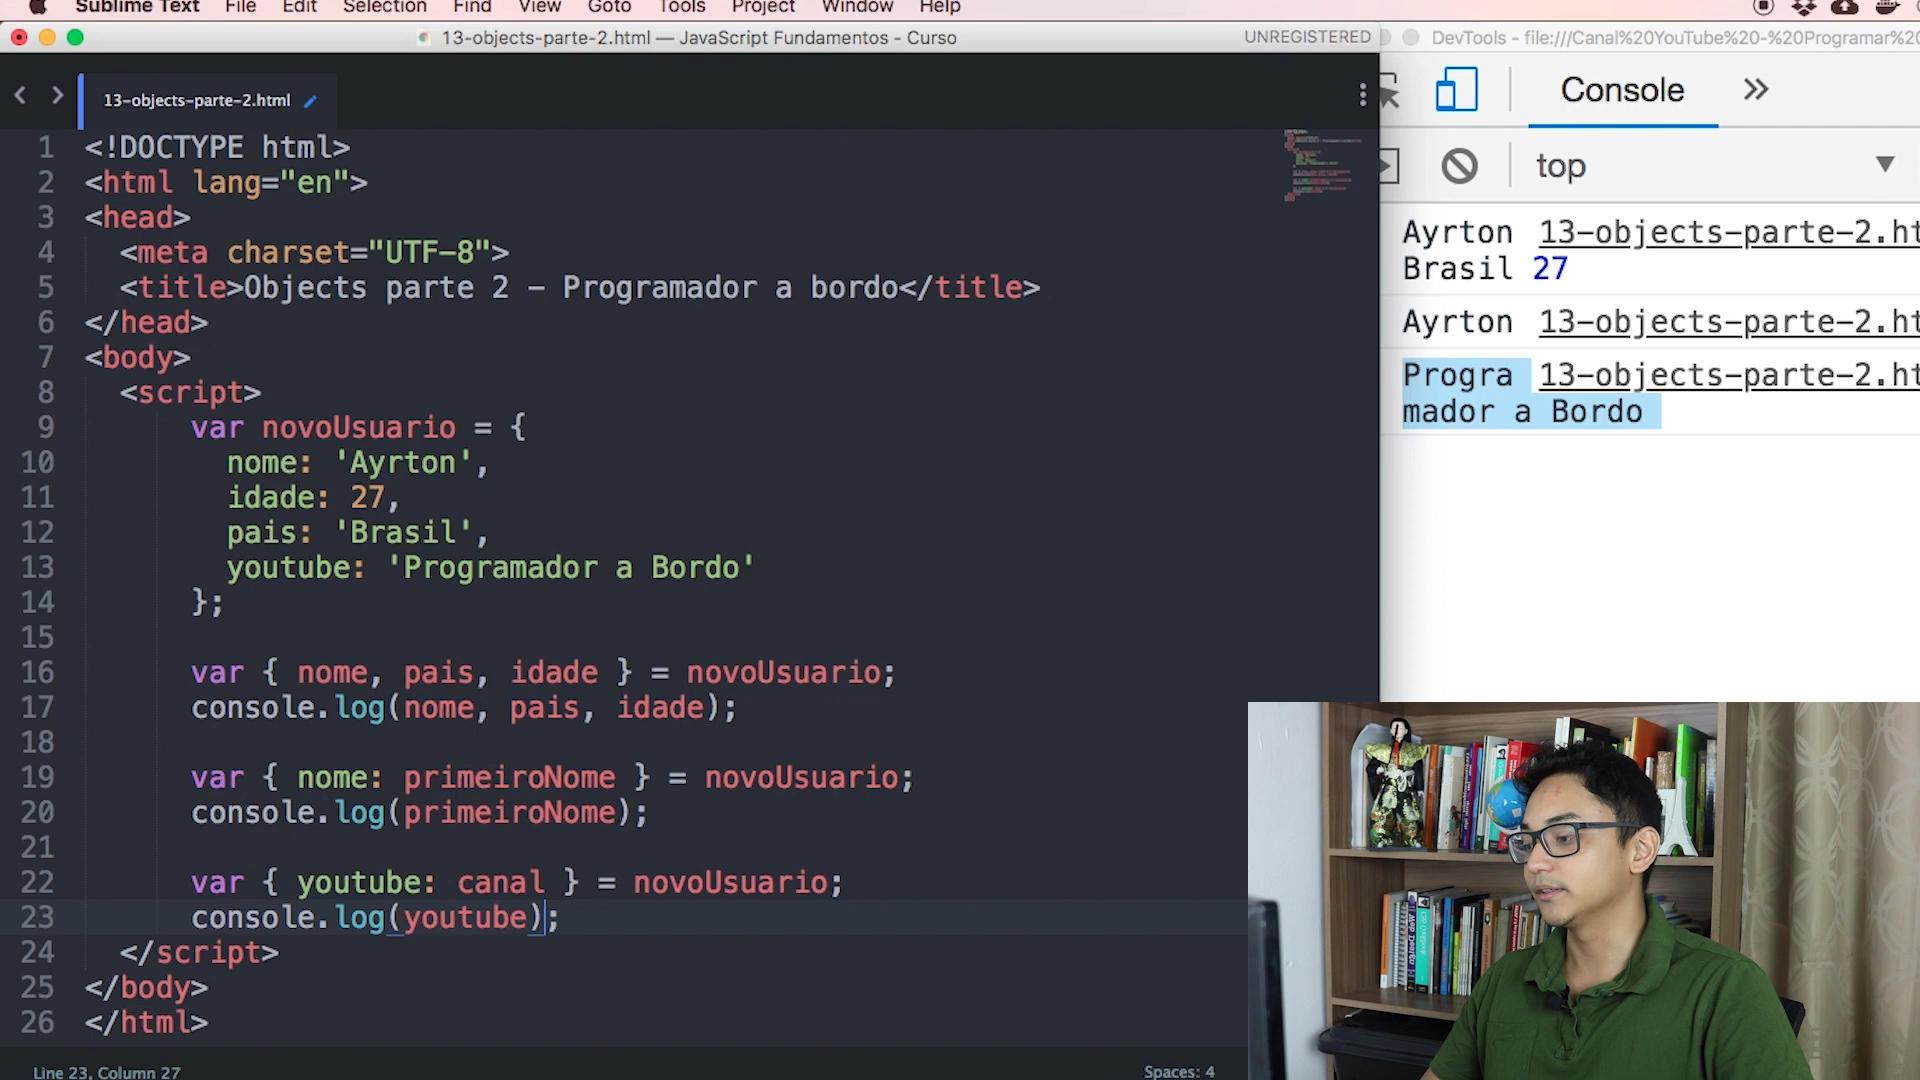 Sublime Text File Edit Selection Find View Goto Tools Project Window Help
13-objects-parte-2.html — JavaScript Fundamentos - Curso
UNREGISTERED
13-objects-parte-2.html
1 <!DOCTYPE html>
2 <html lang="en">
3 <head>
4 <meta charset="UTF-8">
5 <title>Objects parte 2 - Programador a bordo</title>
6 </head>
7 <body>
8 <script>
9 var novoUsuario = {
10 nome: 'Ayrton',
11 idade: 27,
12 pais: 'Brasil',
13 youtube: 'Programador a Bordo'
14 };
15
16 var { nome, pais, idade } = novoUsuario;
17 console.log(nome, pais, idade);
18
19 var { nome: primeiroNome } = novoUsuario;
20 console.log(primeiroNome);
21
22 var { youtube: canal } = novoUsuario;
23 console.log(youtube);
24 </script>
25 </body>
26 </html>
Line 23, Column 27
Spaces: 4
DevTools - file:///Canal%20YouTube%20-%20Programar%20
Console »
top
Ayrton 13-objects-parte-2.ht
Brasil 27
Ayrton 13-objects-parte-2.ht
Progra 13-objects-parte-2.ht
mador a Bordo